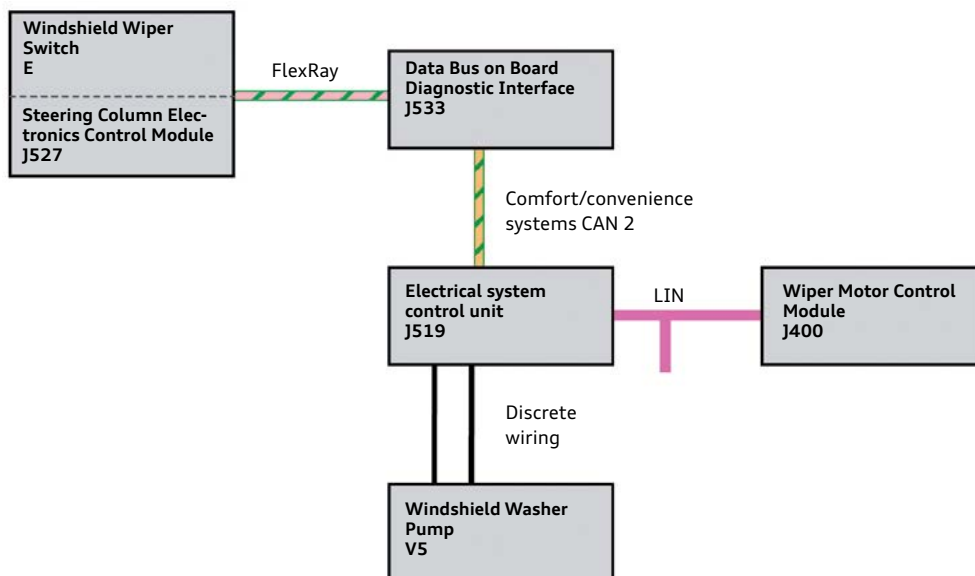 Windshield Wiper
Switch
E
Steering Column Elec-
tronics Control Module
J527
FlexRay
Data Bus on Board
Diagnostic Interface
J533
Comfort/convenience
systems CAN 2
Electrical system
control unit
J519
LIN
Wiper Motor Control
Module
J400
Discrete
wiring
Windshield Washer
Pump
V5